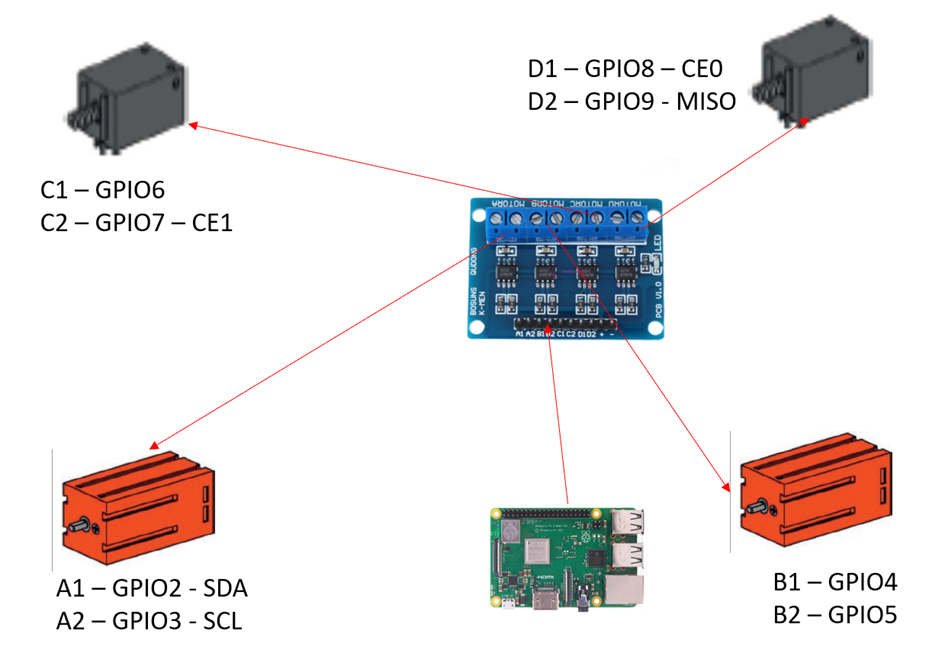 D1 – GPIO8 – CE0
D2 – GPIO9 - MISO
C1 – GPIO6
C2 – GPIO7 – CE1
MOTORA MOTORB MOTORC MOTORD
LED
QUDONG
BOSUNS
K-MEN
PCB V1.0
A1 A2 B1 B2 C1 C2 D1 D2 + -
A1 – GPIO2 - SDA
A2 – GPIO3 - SCL
HDMI
B1 – GPIO4
B2 – GPIO5